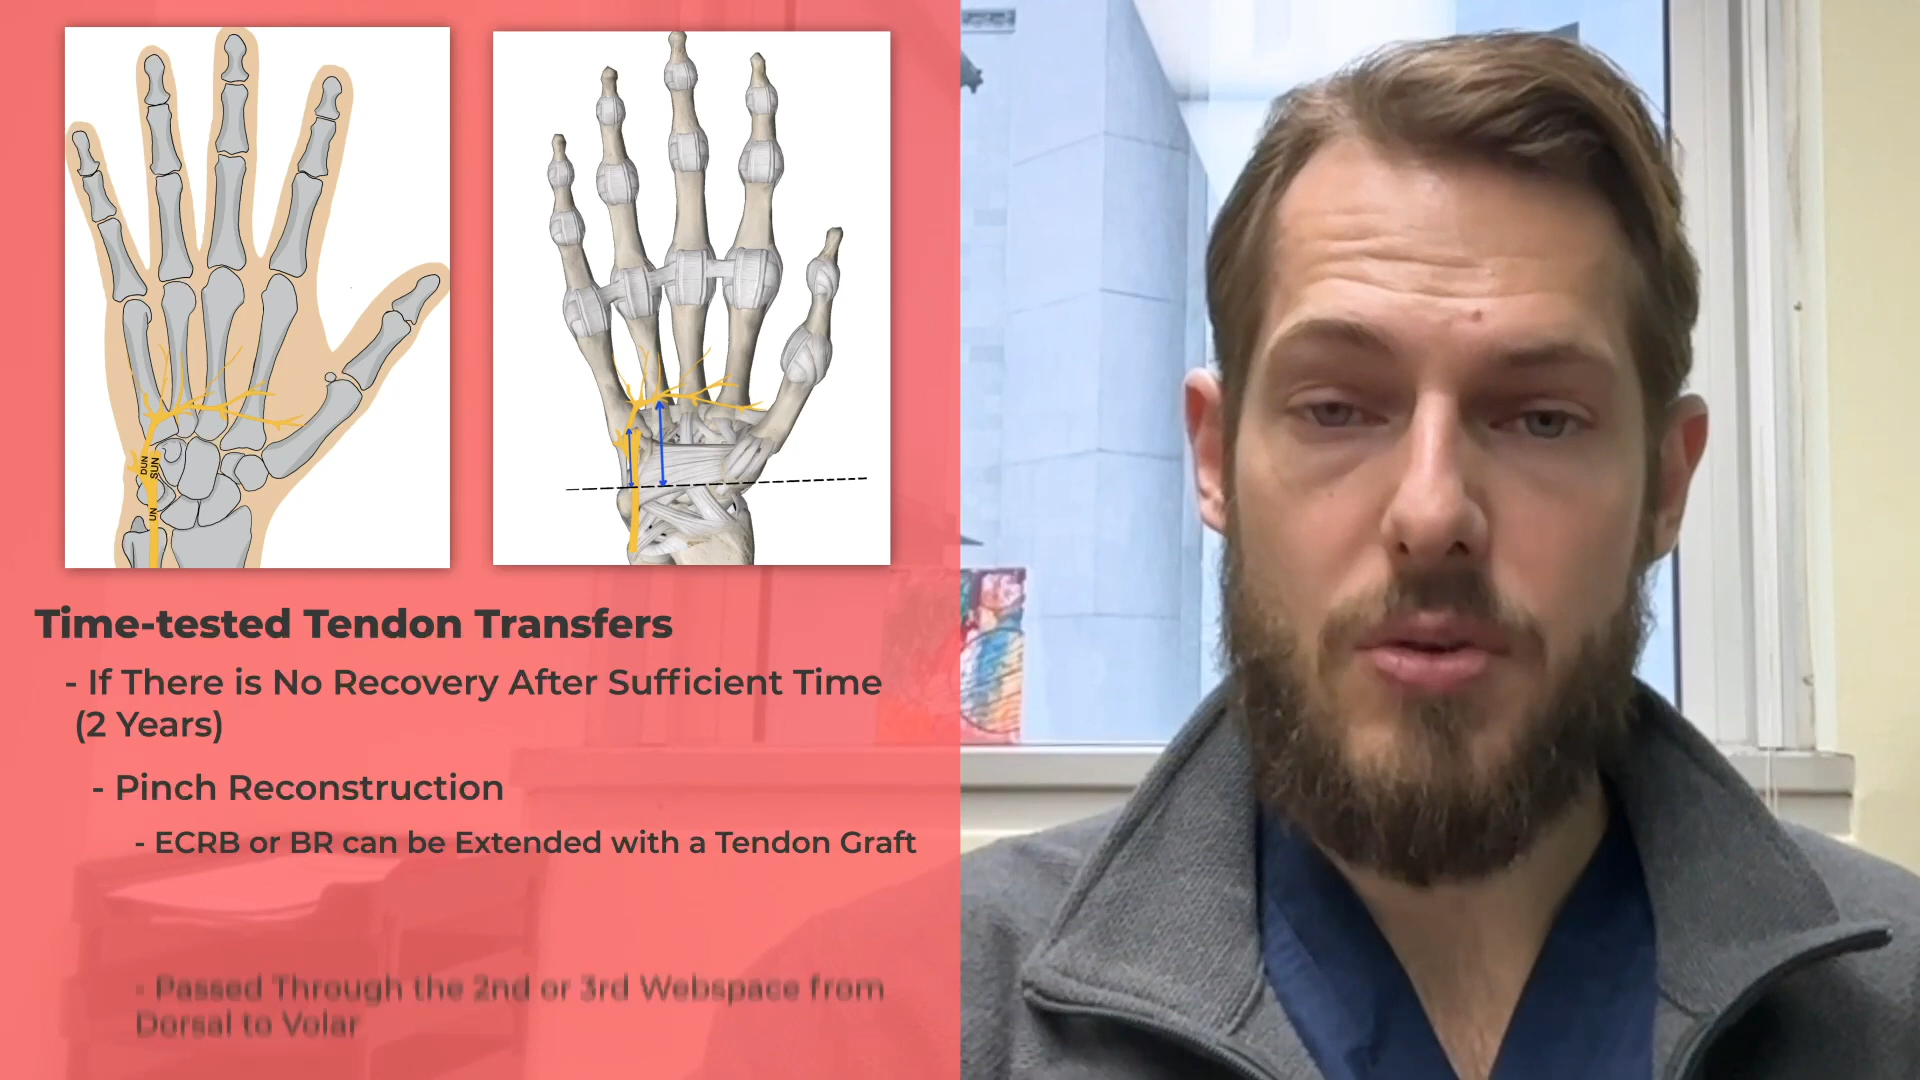 DUN
SUN
UN
Time-tested Tendon Transfers
- If There is No Recovery After Sufficient Time
(2 Years)
- Pinch Reconstruction
- ECRB or BR can be Extended with a Tendon Graft
- Passed Through the 2nd or 3rd Webspace from
Dorsal to Volar